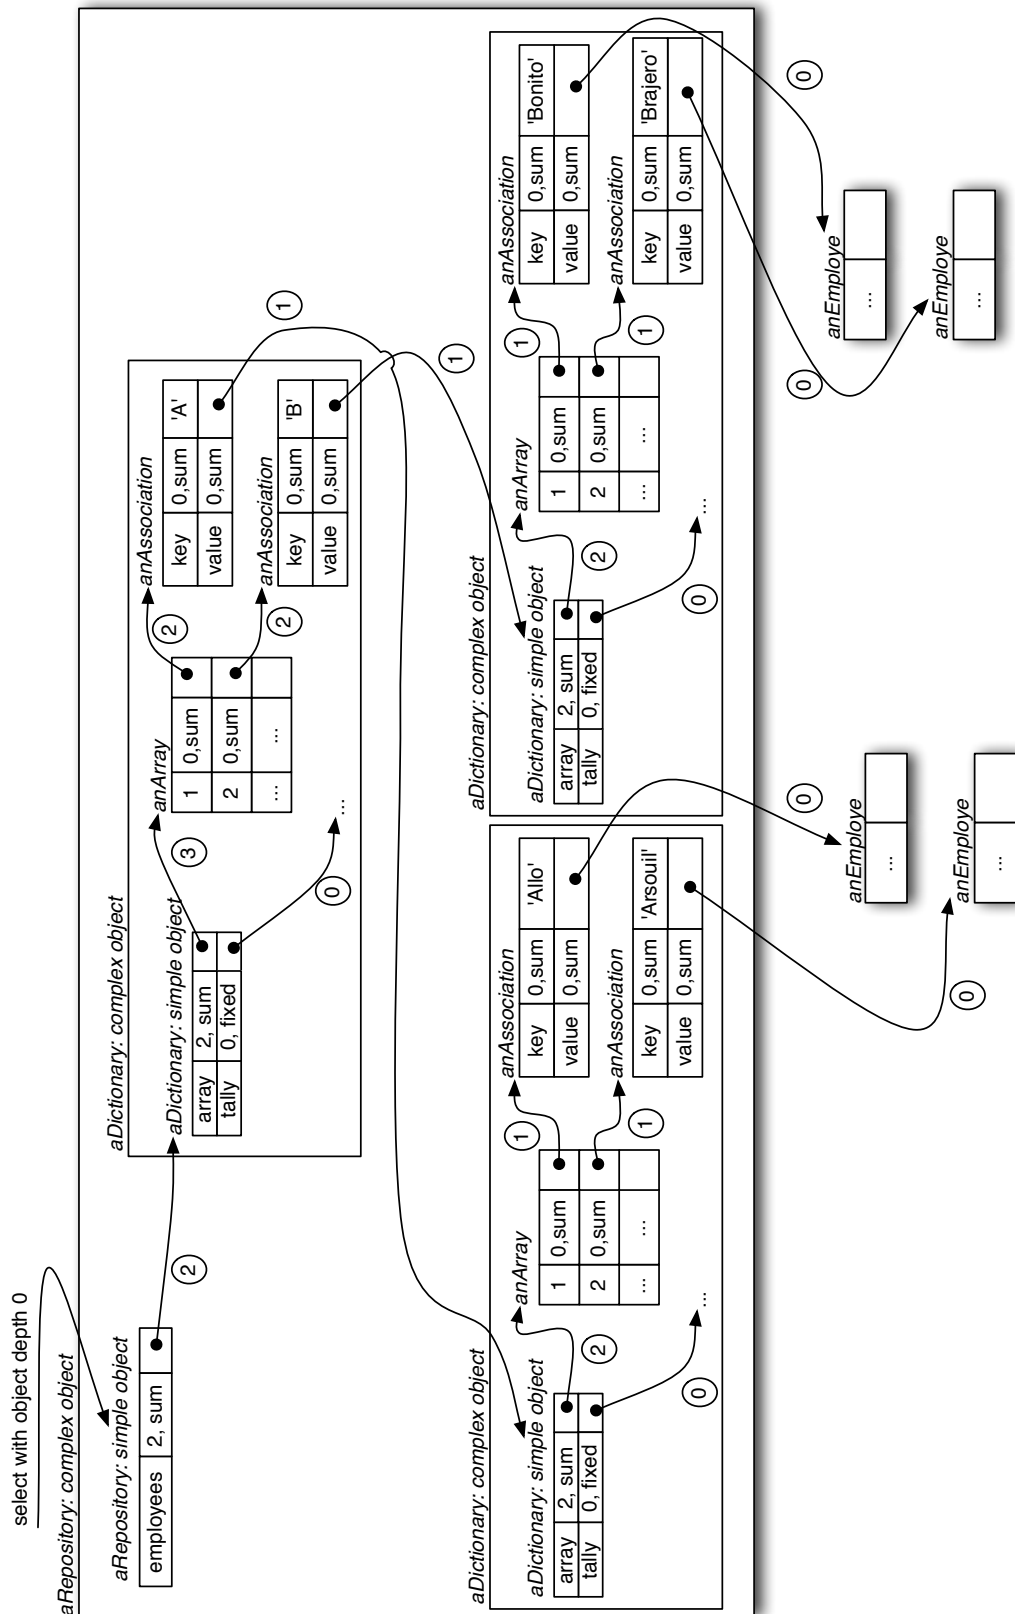 select with object depth 0
aRepository: complex object
aRepository: simple object
employees 2, sum
2
aDictionary: complex object
aDictionary: simple object
array 2, sum
tally 0, fixed
3
0
...
anArray
1 0,sum
2 0,sum
... ...
2
2
anAssociation
key 0,sum 'A'
value 0,sum
anAssociation
key 0,sum 'B'
value 0,sum
1
1
aDictionary: complex object
aDictionary: simple object
array 2, sum
tally 0, fixed
2
0
...
anArray
1 0,sum
2 0,sum
... ...
1
1
anAssociation
key 0,sum 'Allo'
value 0,sum
anAssociation
key 0,sum 'Arsouil'
value 0,sum
0
0
anEmploye
...
anEmploye
...
aDictionary: complex object
aDictionary: simple object
array 2, sum
tally 0, fixed
2
0
...
anArray
1 0,sum
2 0,sum
... ...
1
1
anAssociation
key 0,sum 'Bonito'
value 0,sum
anAssociation
key 0,sum 'Brajero'
value 0,sum
0
0
anEmploye
...
anEmploye
...